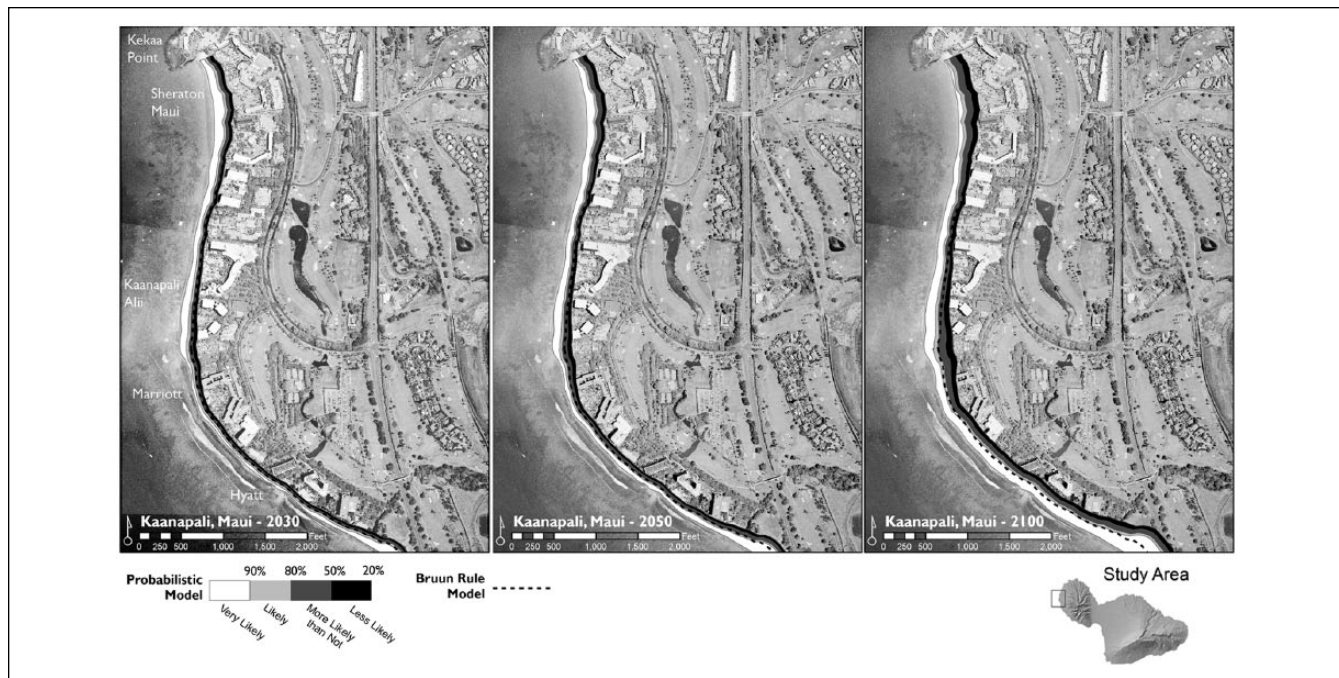 Kekaa
Point
Sheraton
Maui
Kaanapali
Alii
Marriott
Hyatt
Kaanapali, Maui - 2030
Feet
0 250 500 1,000 1,500 2,000
Kaanapali, Maui - 2050
Feet
0 250 500 1,000 1,500 2,000
Kaanapali, Maui - 2100
Feet
0 250 500 1,000 1,500 2,000
Probabilistic
Model
90% 80% 50% 20%
Very Likely
Likely
More Likely
than Not
Less Likely
Bruun Rule
Model
Study Area